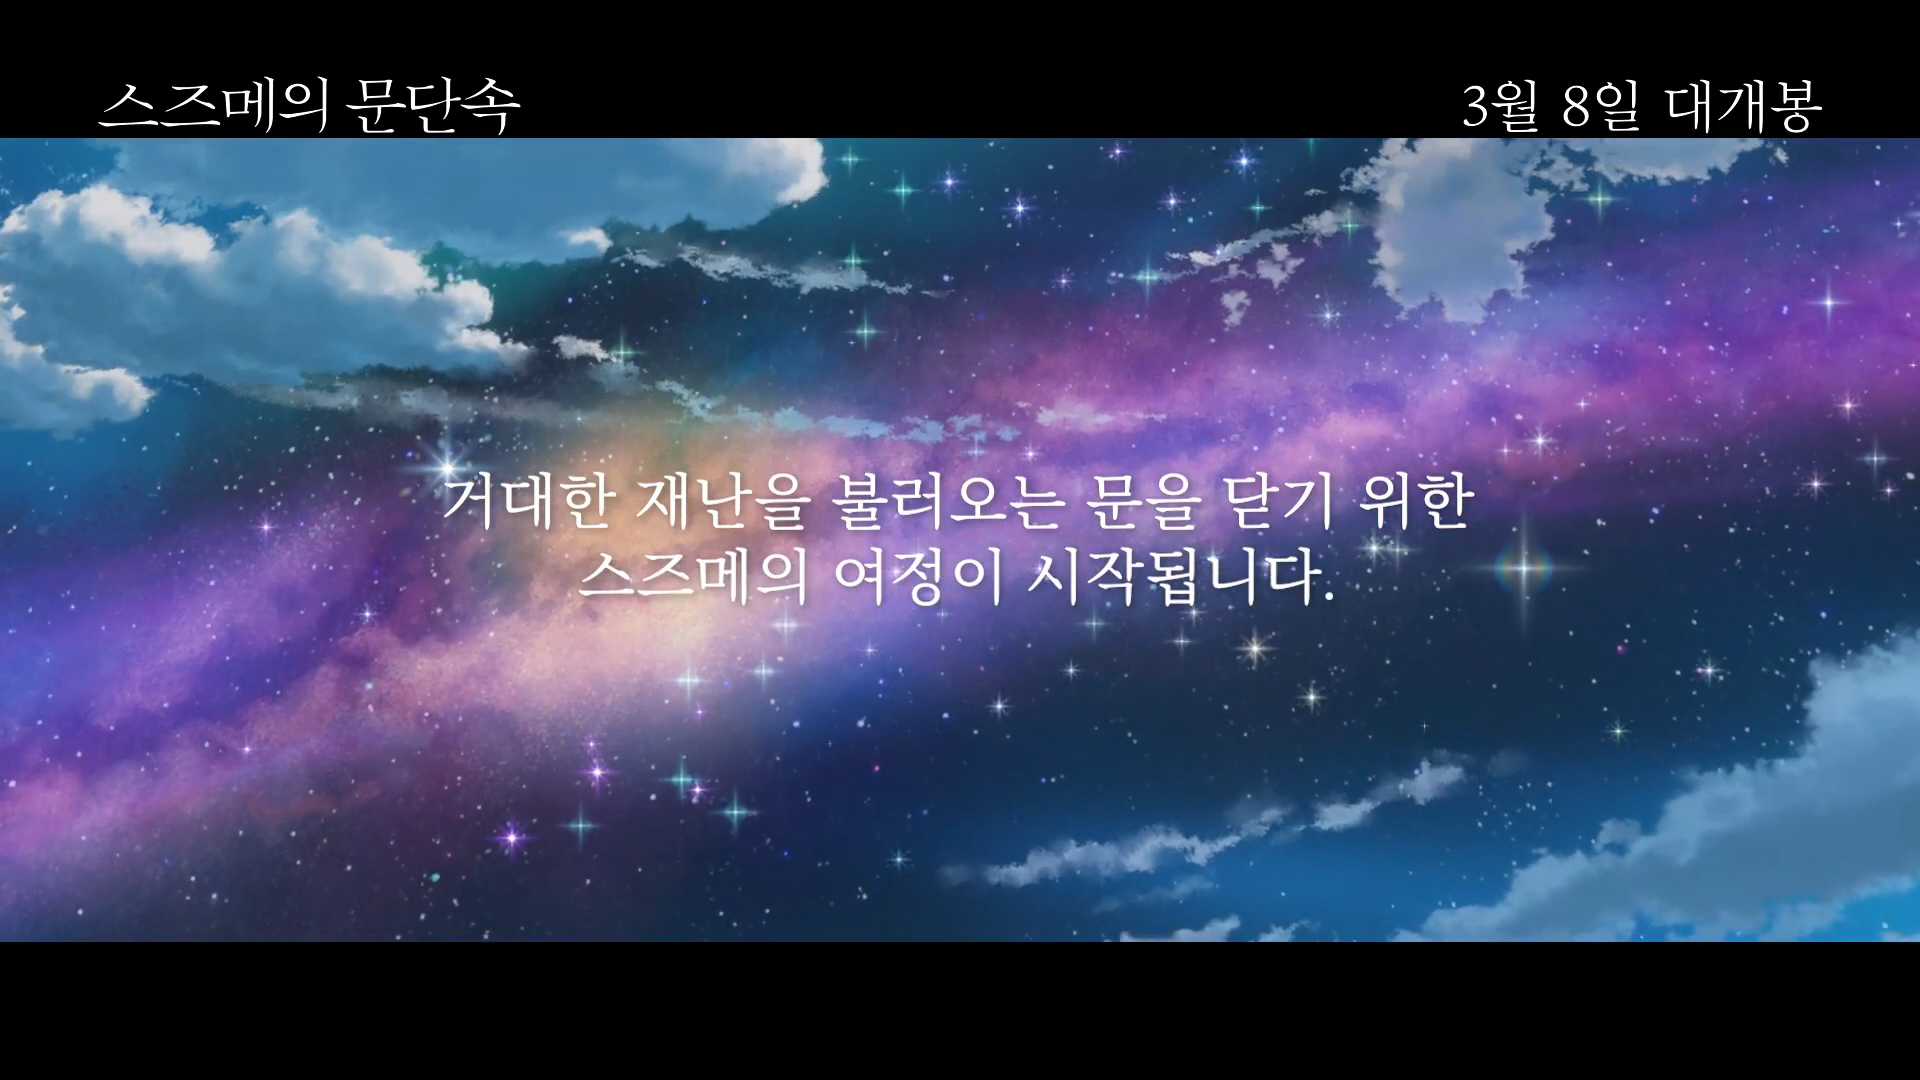 스즈메의 문단속
3월 8일 대개봉
거대한 재난을 불러오는 문을 닫기 위한
스즈메의 여정이 시작됩니다.